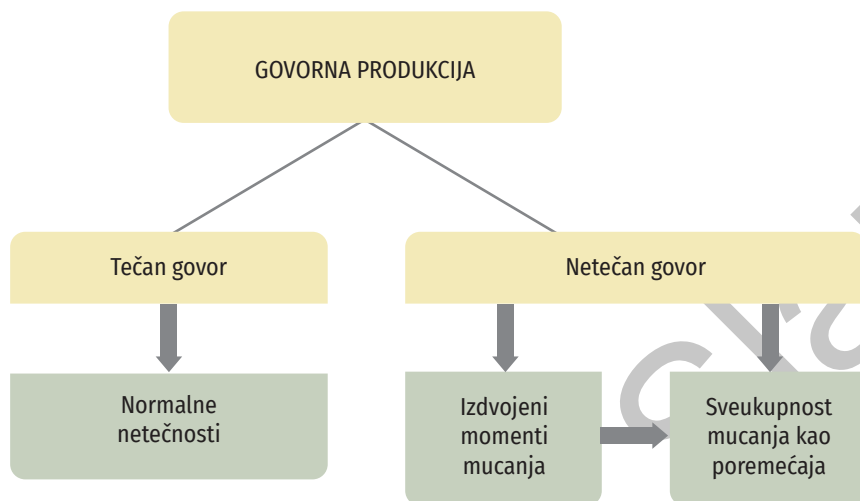 GOVORNA PRODUKCIJA
Tečan govor
Netečan govor
Normalne
netečnosti
Izdvojeni
momenti
mucanja
Sveukupnost
mucanja kao
poremećaja